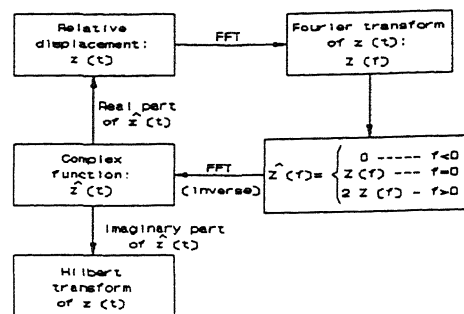 Relative
displacement:
z (t)
FFT
Fourier transform
of z (t):
Z (f)
Real part
of z^(t)
Complex
function:
z^(t)
FFT
(inverse)
Z^(f)= { 0 ----- f<0
Z (f) --- f=0
2 Z (f) - f>0
Imaginary part
of z^(t)
Hilbert
transform
of z (t)